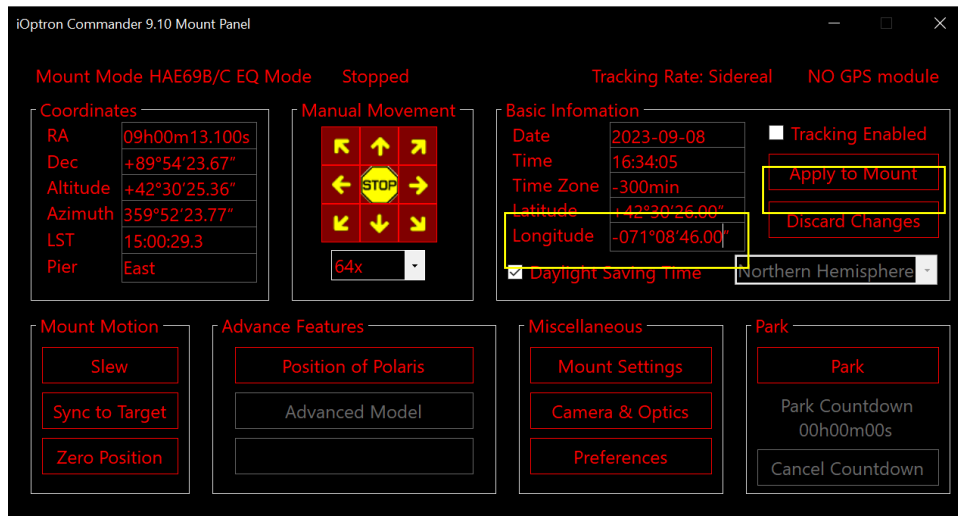 iOptron Commander 9.10 Mount Panel
Mount Mode HAE69B/C EQ Mode Stopped Tracking Rate: Sidereal NO GPS module
Coordinates
RA 09h00m13.100s
Dec +89°54’23.67”
Altitude +42°30’25.36”
Azimuth 359°52’23.77”
LST 15:00:29.3
Pier East
Manual Movement
STOP
64x
Basic Infomation
Date 2023-09-08
Time 16:34:05
Time Zone -300min
Latitude +42°30’26.00”
Longitude -071°08’46.00”
Daylight Saving Time
Tracking Enabled
Apply to Mount
Discard Changes
Northern Hemisphere
Mount Motion
Slew
Sync to Target
Zero Position
Advance Features
Position of Polaris
Advanced Model
Miscellaneous
Mount Settings
Camera & Optics
Preferences
Park
Park
Park Countdown
00h00m00s
Cancel Countdown